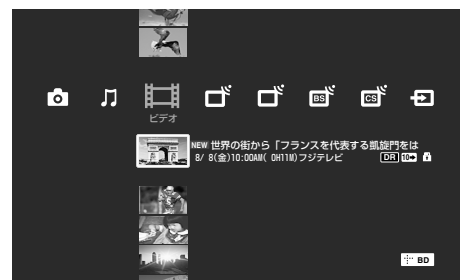 BS
CS
ビデオ
NEW 世界の街から「フランスを代表する凱旋門をは
8/ 8(金)10:00AM( 0H11M)フジテレビ DR 10
BD